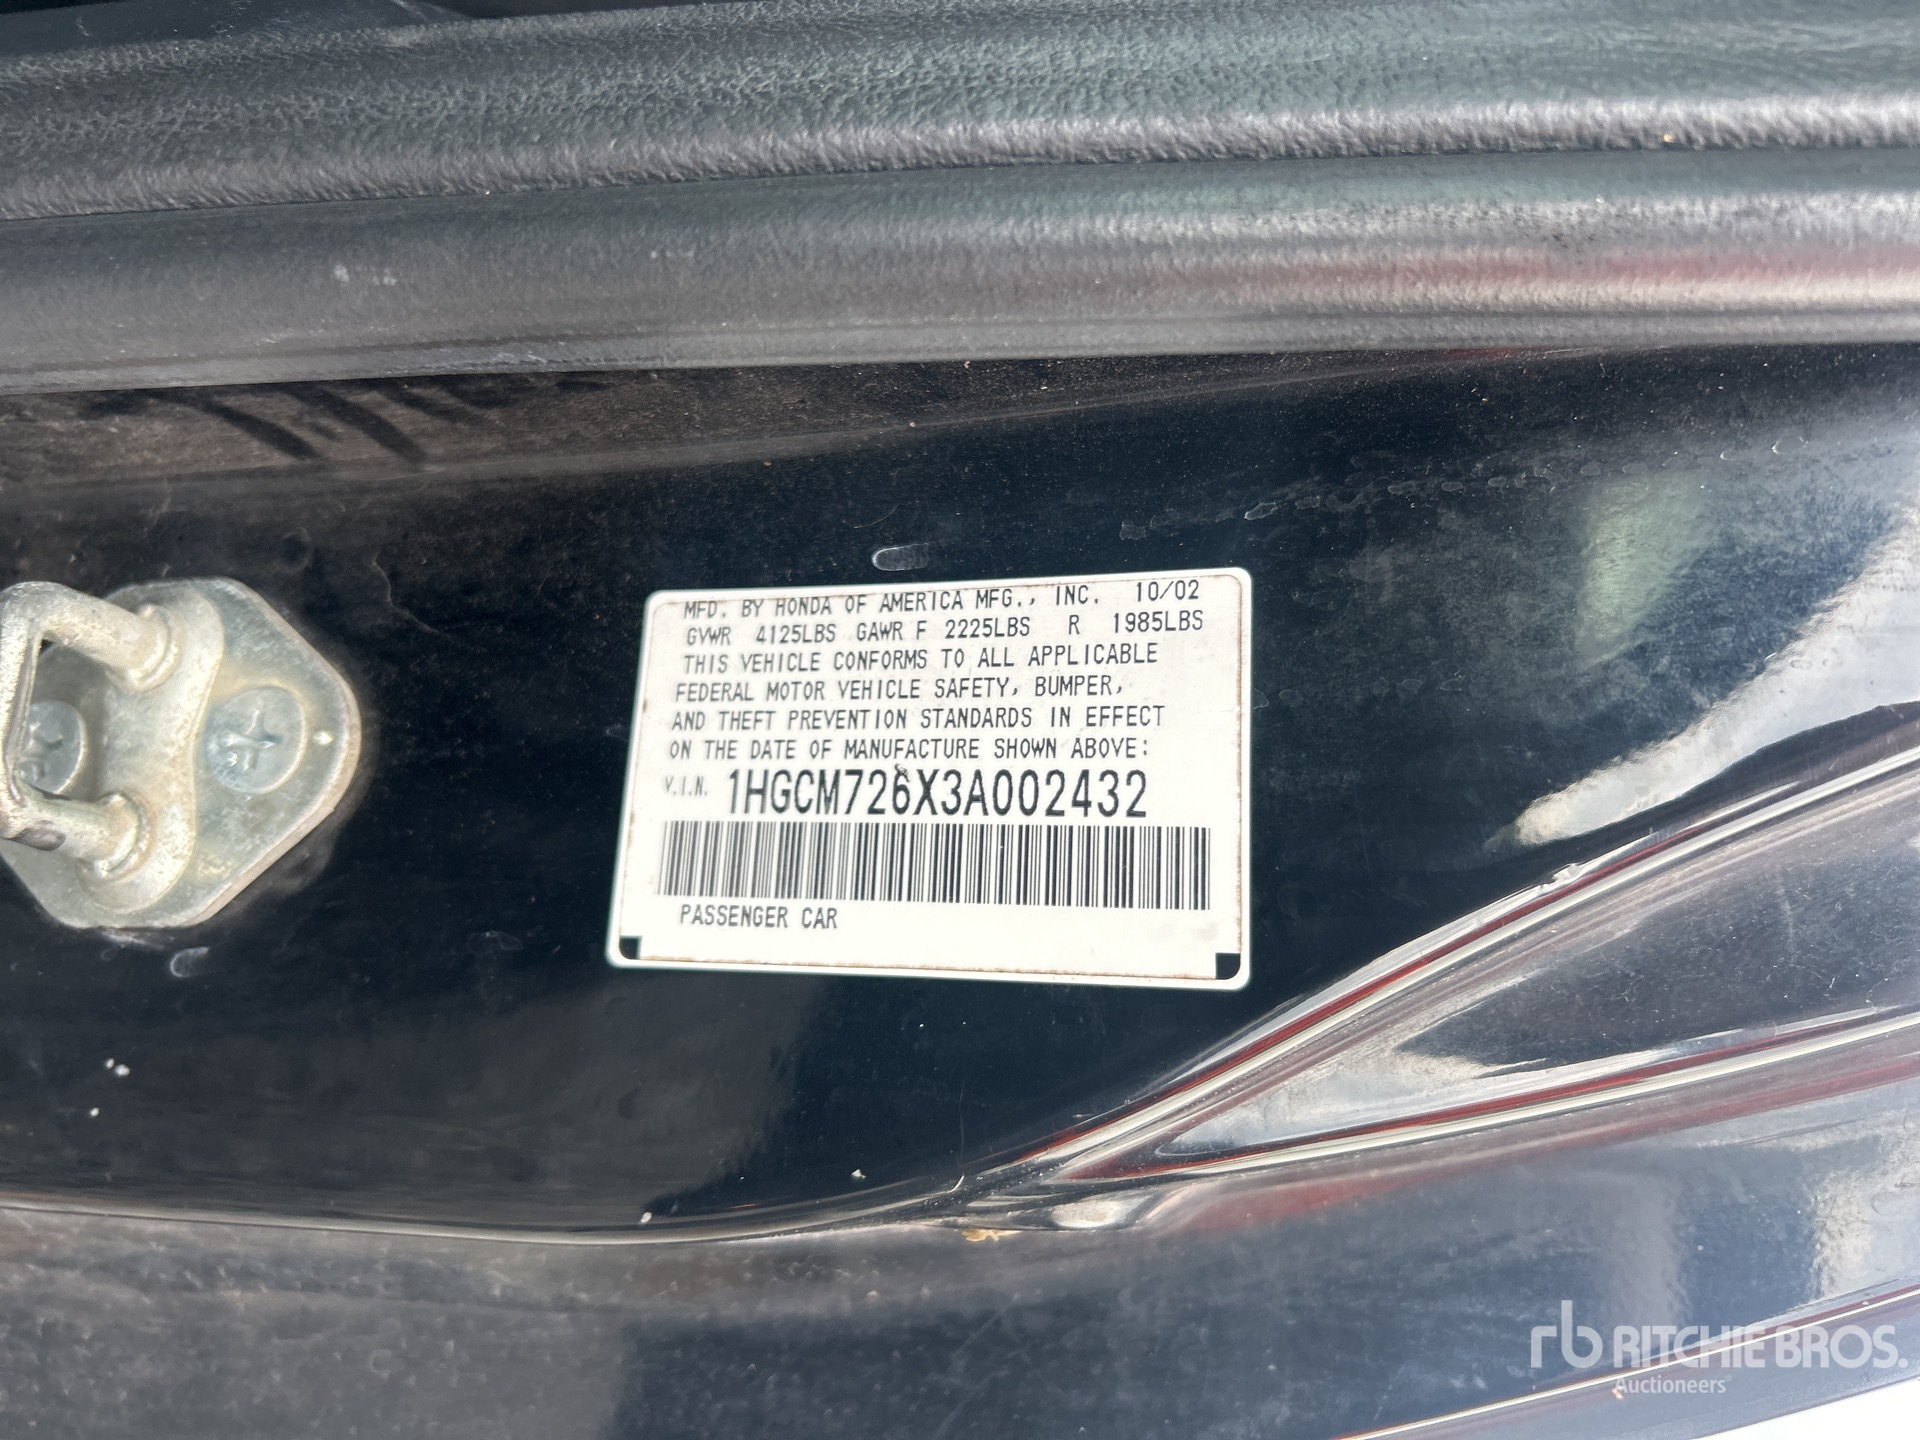 MFD. BY HONDA OF AMERICA MFG., INC. 10/02
GVWR 4125LBS GAWR F 2225LBS R 1985LBS
THIS VEHICLE CONFORMS TO ALL APPLICABLE
FEDERAL MOTOR VEHICLE SAFETY, BUMPER,
AND THEFT PREVENTION STANDARDS IN EFFECT
ON THE DATE OF MANUFACTURE SHOWN ABOVE:
V.I.N. 1HGCM726X3A002432
PASSENGER CAR
rb RITCHIE BROS.
Auctioneers